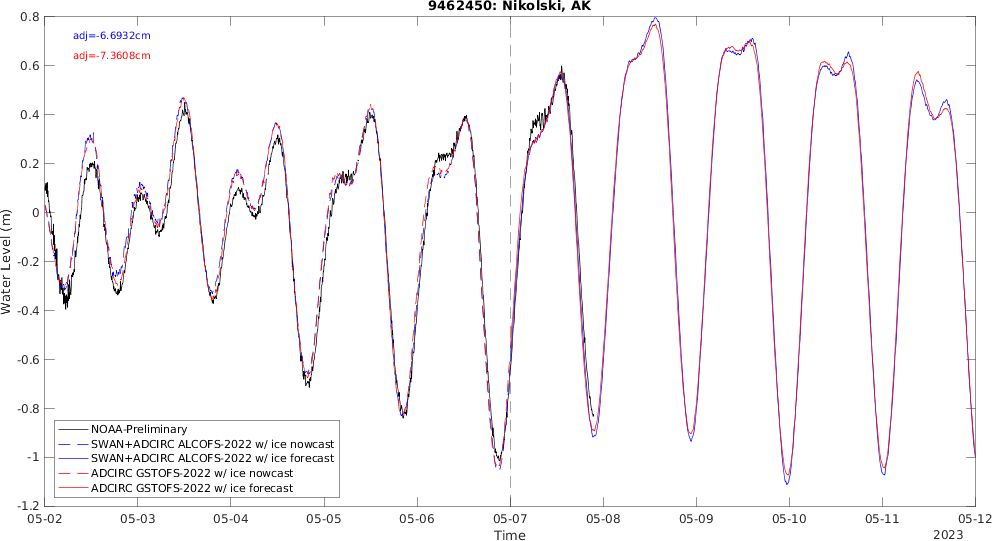 9462450: Nikolski, AK
adj=-6.6932cm
adj=-7.3608cm
Water Level (m)
0.8
0.6
0.4
0.2
0
-0.2
-0.4
-0.6
-0.8
-1
-1.2
NOAA-Preliminary
SWAN+ADCIRC ALCOFS-2022 w/ ice nowcast
SWAN+ADCIRC ALCOFS-2022 w/ ice forecast
ADCIRC GSTOFS-2022 w/ ice nowcast
ADCIRC GSTOFS-2022 w/ ice forecast
05-02 05-03 05-04 05-05 05-06 05-07 05-08 05-09 05-10 05-11 05-12
Time
2023